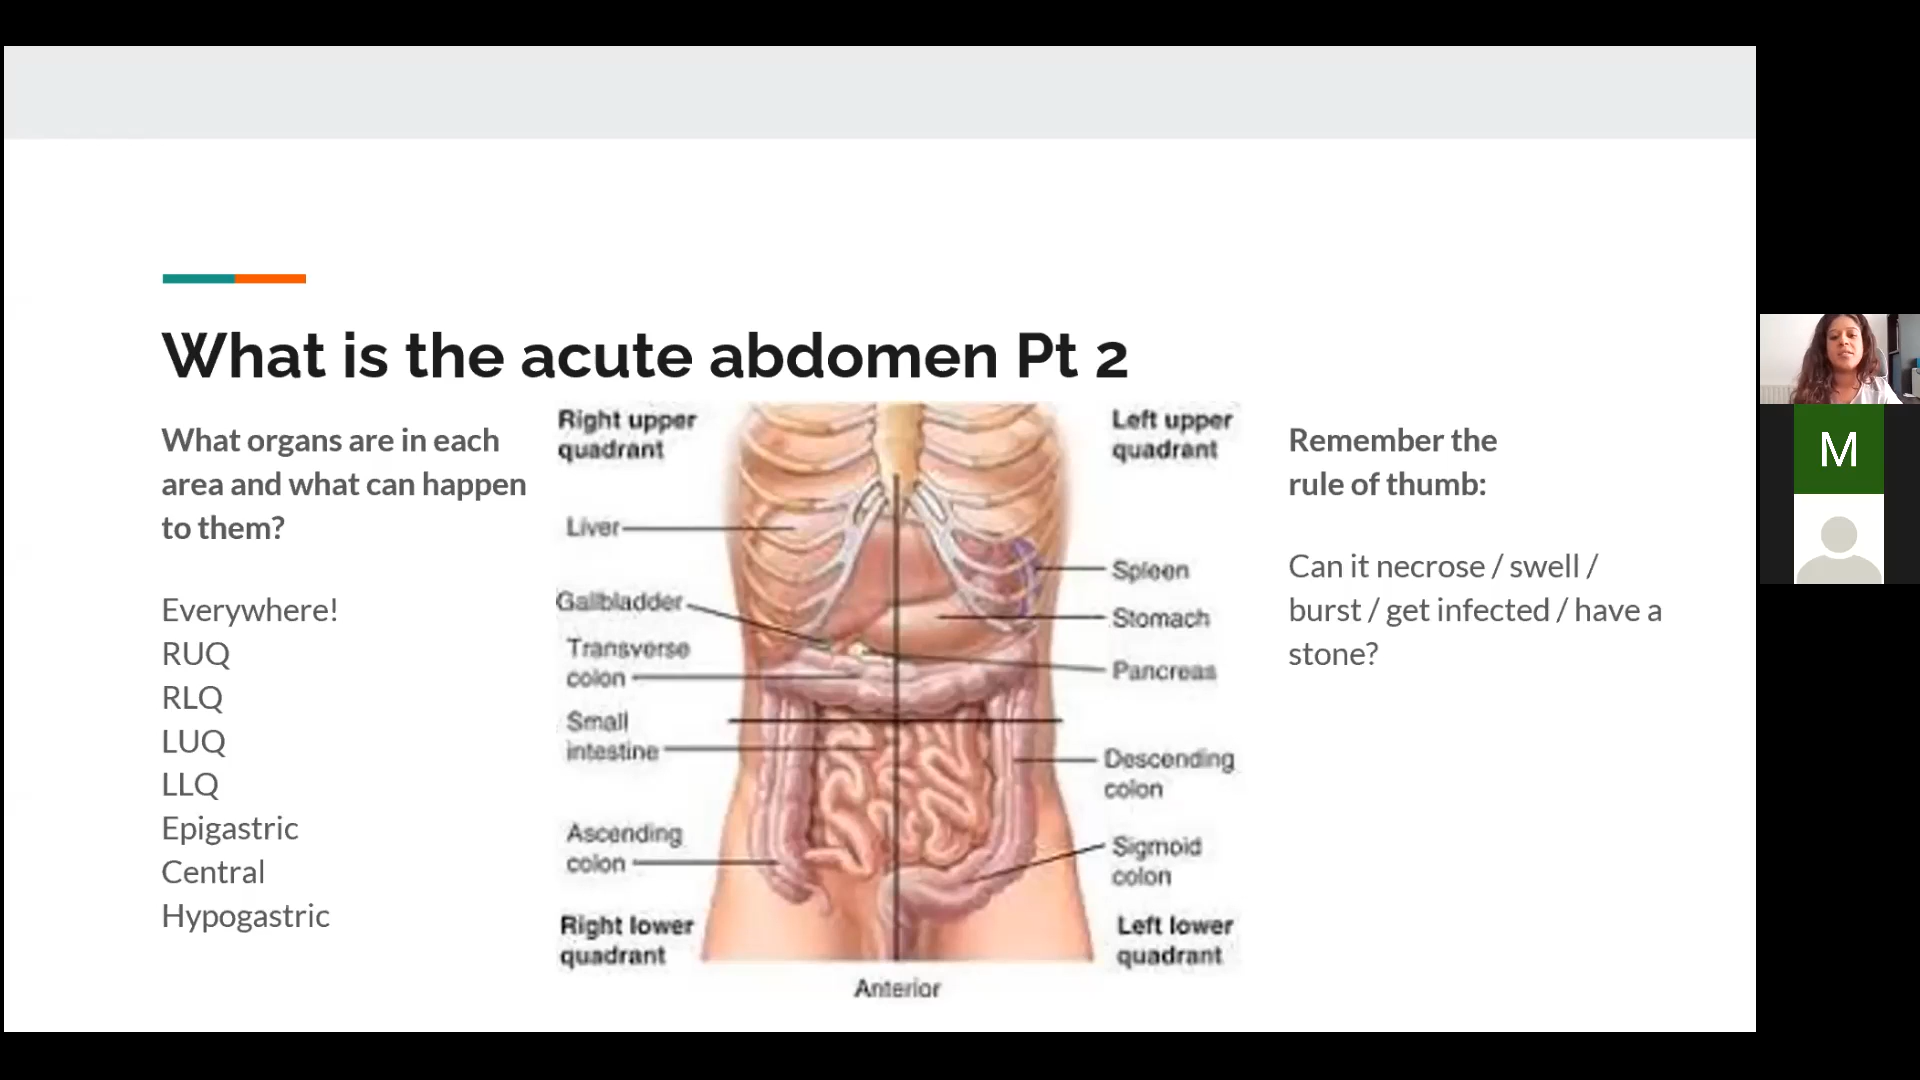 What is the acute abdomen Pt 2
What organs are in each
area and what can happen
to them?
Everywhere!
RUQ
RLQ
LUQ
LLQ
Epigastric
Central
Hypogastric
Right upper
quadrant
Liver
Gallbladder
Transverse
colon
Small
intestine
Ascending
colon
Right lower
quadrant
Left upper
quadrant
Spleen
Stomach
Pancreas
Descending
colon
Sigmoid
colon
Left lower
quadrant
Anterior
Remember the
rule of thumb:
Can it necrose / swell /
burst / get infected / have a
stone?
M